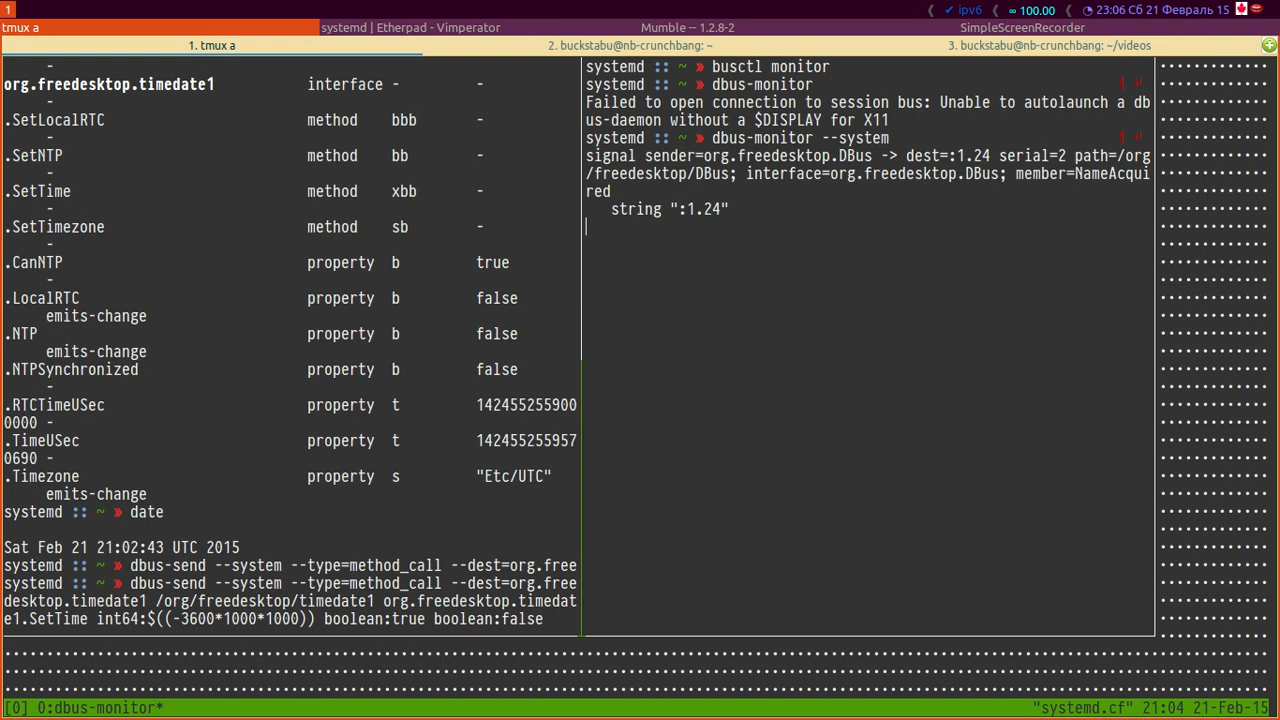 1
✔ ipv6 ∞ 100.00 23:06 Сб 21 Февраль 15
tmux a
systemd | Etherpad - Vimperator
Mumble -- 1.2.8-2
SimpleScreenRecorder
1. tmux a
2. buckstabu@nb-crunchbang: ~
3. buckstabu@nb-crunchbang: ~/videos
-
org.freedesktop.timedate1 interface - -
-
.SetLocalRTC method bbb -
-
.SetNTP method bb -
-
.SetTime method xbb -
-
.SetTimezone method sb -
-
.CanNTP property b true
-
.LocalRTC property b false
emits-change
.NTP property b false
emits-change
.NTPSynchronized property b false
-
.RTCTimeUSec property t 142455255900
0000 -
.TimeUSec property t 142455255957
0690 -
.Timezone property s "Etc/UTC"
emits-change
systemd :: ~ » date
Sat Feb 21 21:02:43 UTC 2015
systemd :: ~ » dbus-send --system --type=method_call --dest=org.free
systemd :: ~ » dbus-send --system --type=method_call --dest=org.free
desktop.timedate1 /org/freedesktop/timedate1 org.freedesktop.timedat
e1.SetTime int64:$((-3600*1000*1000)) boolean:true boolean:false
systemd :: ~ » busctl monitor
systemd :: ~ » dbus-monitor 1 ↵
Failed to open connection to session bus: Unable to autolaunch a db
us-daemon without a $DISPLAY for X11
systemd :: ~ » dbus-monitor --system 1 ↵
signal sender=org.freedesktop.DBus -> dest=:1.24 serial=2 path=/org
/freedesktop/DBus; interface=org.freedesktop.DBus; member=NameAcqui
red
string ":1.24"
[0] 0:dbus-monitor* "systemd.cf" 21:04 21-Feb-15